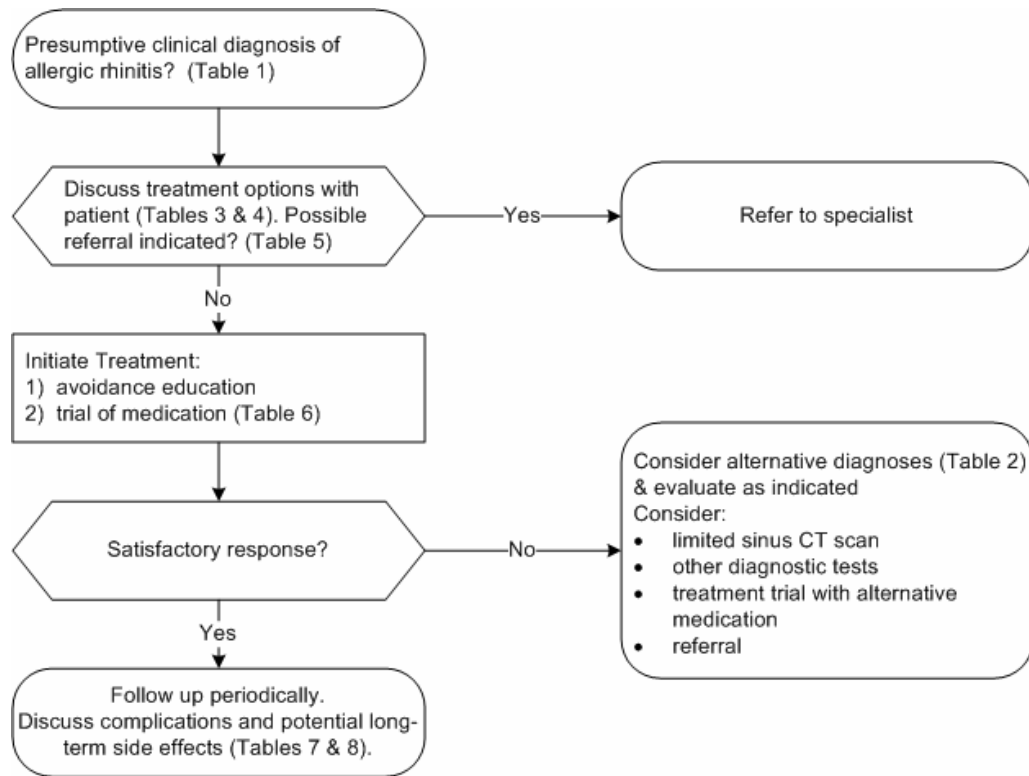 Presumptive clinical diagnosis of
allergic rhinitis? (Table 1)
Discuss treatment options with
patient (Tables 3 & 4). Possible
referral indicated? (Table 5)
Yes
Refer to specialist
No
Initiate Treatment:
1) avoidance education
2) trial of medication (Table 6)
Satisfactory response?
No
Consider alternative diagnoses (Table 2)
& evaluate as indicated
Consider:
• limited sinus CT scan
• other diagnostic tests
• treatment trial with alternative
medication
• referral
Yes
Follow up periodically.
Discuss complications and potential long-
term side effects (Tables 7 & 8).